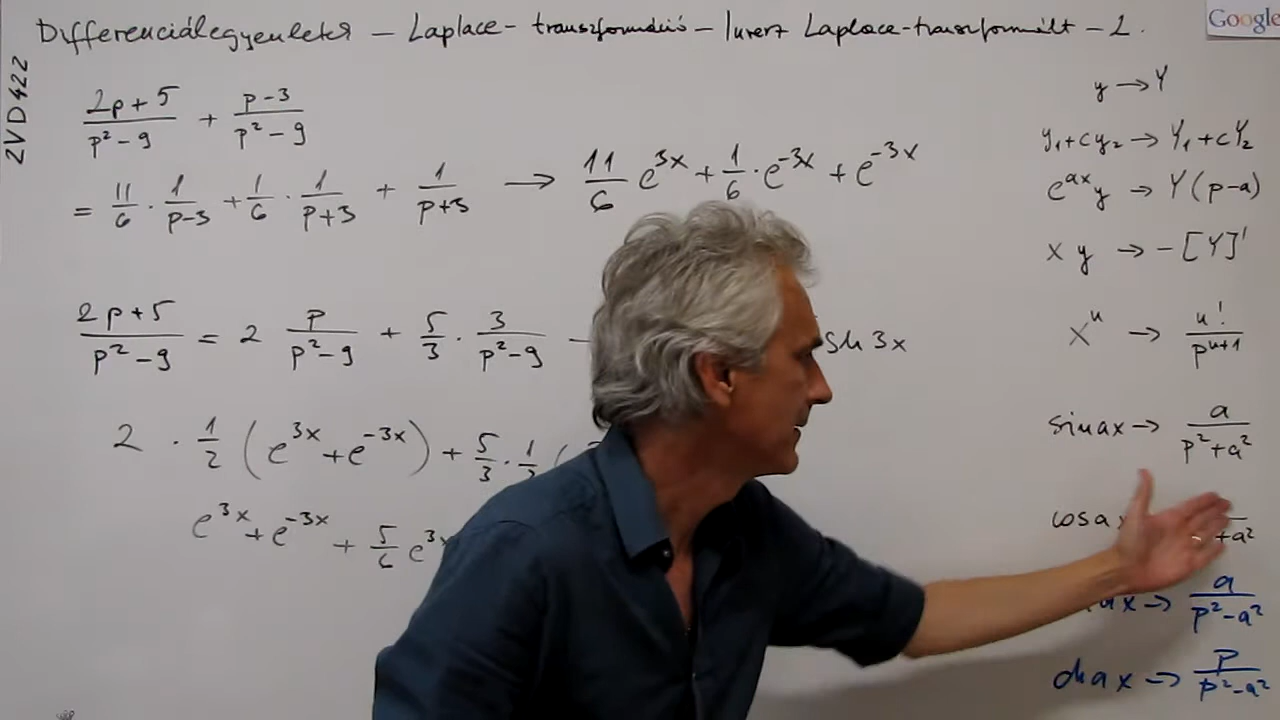 Differenciálegyenletek – Laplace-transzformáció – Inverz Laplace-transzformált – 2.
Google
ZVD422
(2p+5)/(p²-9) + (p-3)/(p²-9)
= 11/6 · 1/(p-3) + 1/6 · 1/(p+3) + 1/(p+3) → 11/6 e^{3x} + 1/6 · e^{-3x} + e^{-3x}
(2p+5)/(p²-9) = 2 p/(p²-9) + 5/3 · 3/(p²-9) sh 3x
2 · 1/2 (e^{3x} + e^{-3x}) + 5/3 · 1/2 (
e^{3x} + e^{-3x} + 5/6 e^{3x}
y → Y
y₁+cy₂ → Y₁+cY₂
e^{ax}y → Y(p-a)
xy → -[Y]'
x^n → n!/p^{n+1}
sin ax → a/(p²+a²)
cos a +a²
ax → a/(p²-a²)
ch ax → p/(p²-a²)